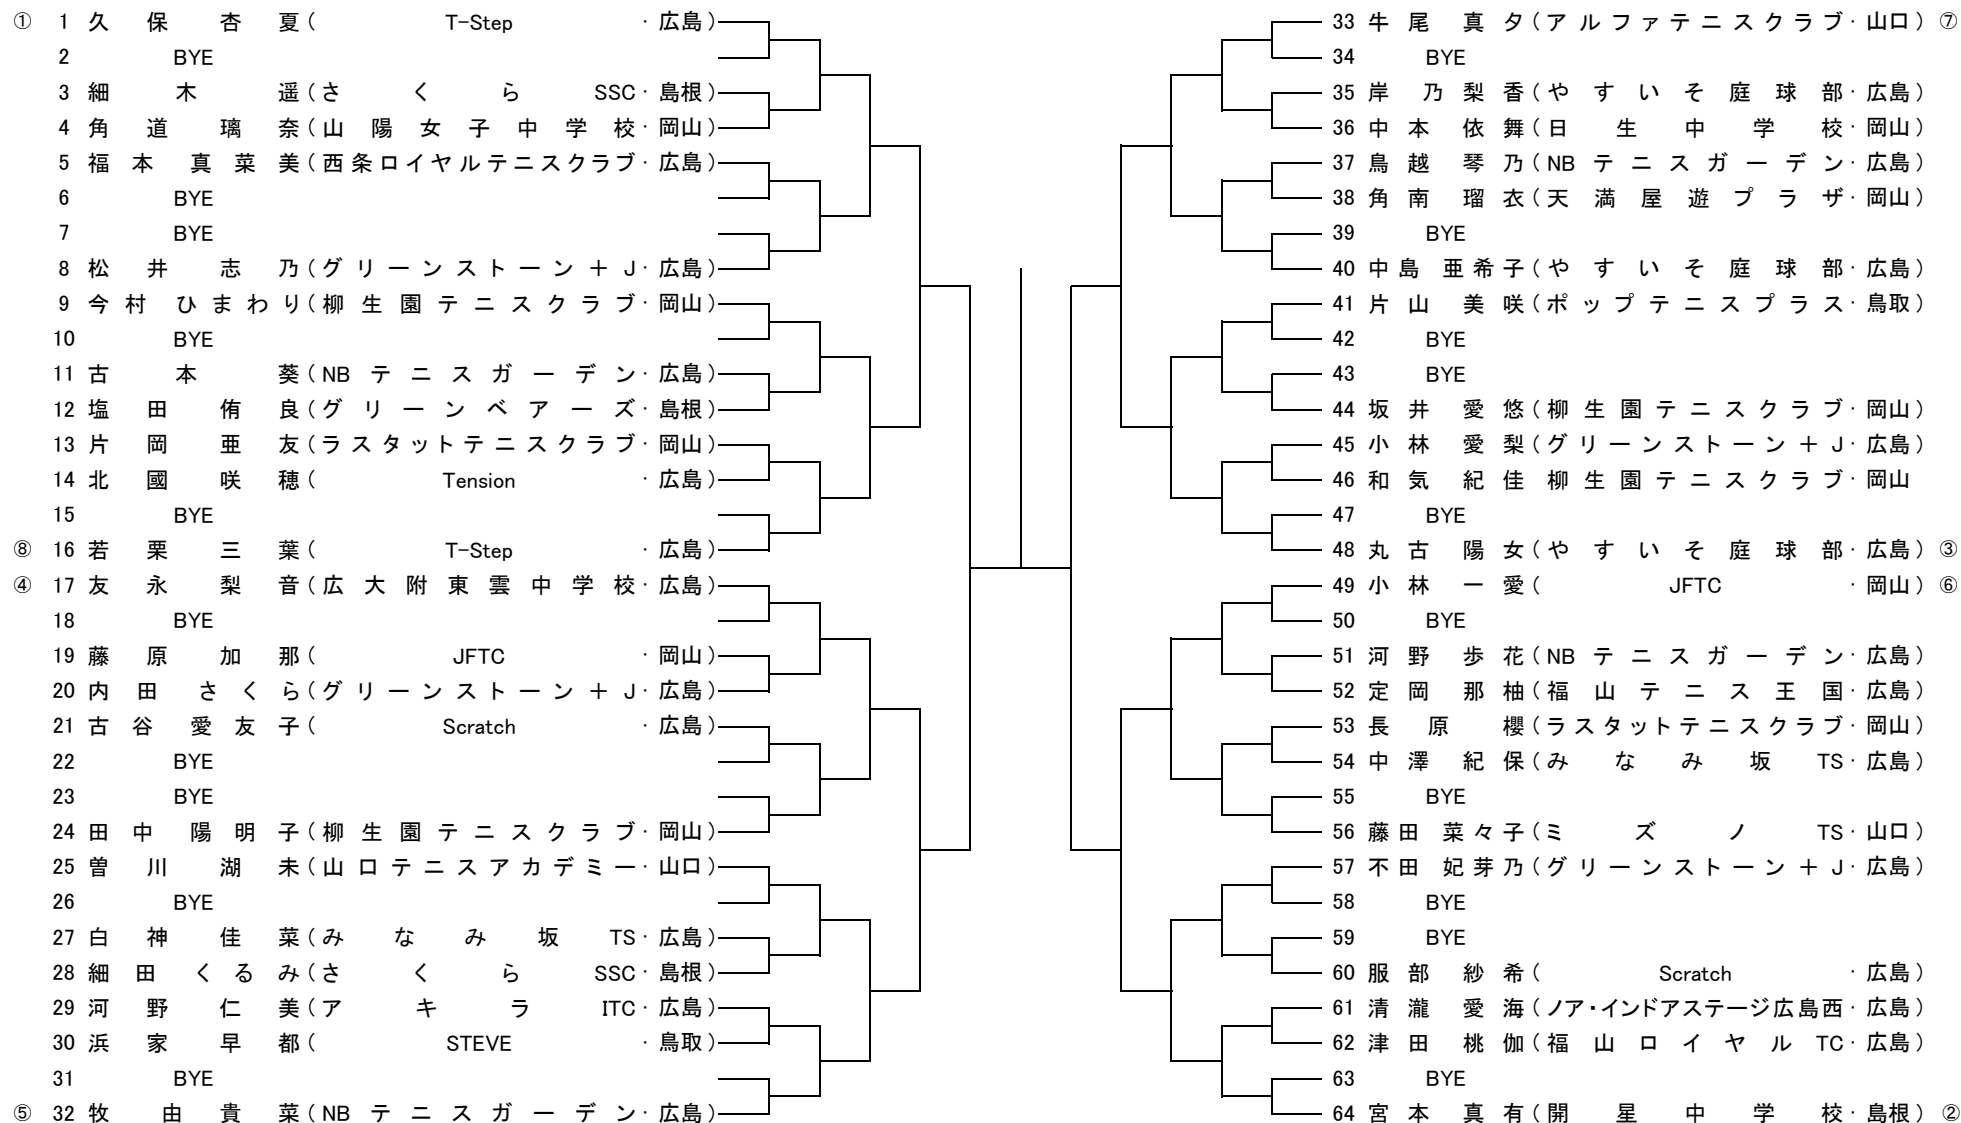 ① 1 久保杏夏(T-Step・広島)
2 BYE
3 細木遥(さくらSSC・島根)
4 角道璃奈(山陽女子中学校・岡山)
5 福本真菜美(西条ロイヤルテニスクラブ・広島)
6 BYE
7 BYE
8 松井志乃(グリーンストーン+J・広島)
9 今村ひまわり(柳生園テニスクラブ・岡山)
10 BYE
11 古本葵(NBテニスガーデン・広島)
12 塩田侑良(グリーンベアーズ・島根)
13 片岡亜友(ラスタットテニスクラブ・岡山)
14 北國咲穂(Tension・広島)
15 BYE
⑧ 16 若栗三葉(T-Step・広島)
④ 17 友永梨音(広大附東雲中学校・広島)
18 BYE
19 藤原加那(JFTC・岡山)
20 内田さくら(グリーンストーン+J・広島)
21 古谷愛友子(Scratch・広島)
22 BYE
23 BYE
24 田中陽明子(柳生園テニスクラブ・岡山)
25 曽川湖未(山口テニスアカデミー・山口)
26 BYE
27 白神佳菜(みなみ坂TS・広島)
28 細田くるみ(さくらSSC・島根)
29 河野仁美(アキラITC・広島)
30 浜家早都(STEVE・鳥取)
31 BYE
⑤ 32 牧由貴菜(NBテニスガーデン・広島)
33 牛尾真夕(アルファテニスクラブ・山口) ⑦
34 BYE
35 岸乃梨香(やすいそ庭球部・広島)
36 中本依舞(日生中学校・岡山)
37 鳥越琴乃(NBテニスガーデン・広島)
38 角南瑠衣(天満屋遊プラザ・岡山)
39 BYE
40 中島亜希子(やすいそ庭球部・広島)
41 片山美咲(ポップテニスプラス・鳥取)
42 BYE
43 BYE
44 坂井愛悠(柳生園テニスクラブ・岡山)
45 小林愛梨(グリーンストーン+J・広島)
46 和気紀佳 柳生園テニスクラブ・岡山
47 BYE
48 丸古陽女(やすいそ庭球部・広島) ③
49 小林一愛(JFTC・岡山) ⑥
50 BYE
51 河野歩花(NBテニスガーデン・広島)
52 定岡那柚(福山テニス王国・広島)
53 長原櫻(ラスタットテニスクラブ・岡山)
54 中澤紀保(みなみ坂TS・広島)
55 BYE
56 藤田菜々子(ミズノTS・山口)
57 不田妃芽乃(グリーンストーン+J・広島)
58 BYE
59 BYE
60 服部紗希(Scratch・広島)
61 清瀧愛海(ノア・インドアステージ広島西・広島)
62 津田桃伽(福山ロイヤルTC・広島)
63 BYE
64 宮本真有(開星中学校・島根) ②